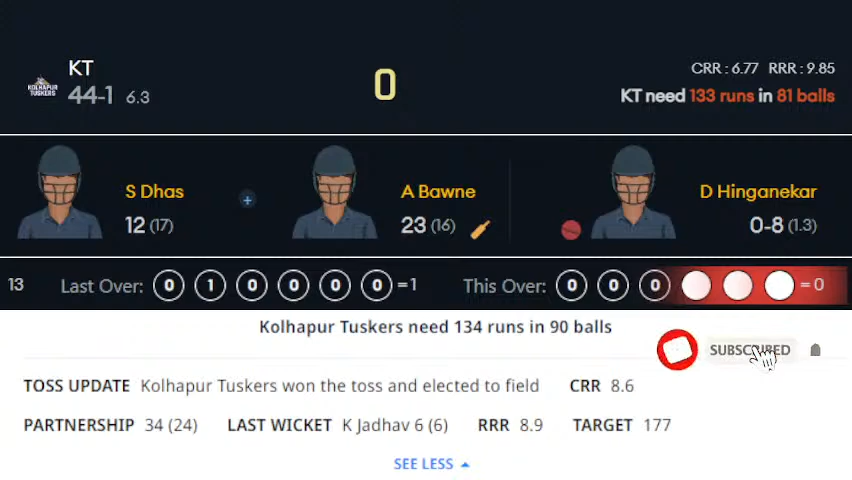 KT
44-1 6.3
KOLHAPUR
TUSKERS
0
CRR : 6.77 RRR : 9.85
KT need 133 runs in 81 balls
S Dhas
12 (17)
A Bawne
23 (16)
D Hinganekar
0-8 (1.3)
13 Last Over: 0 1 0 0 0 0 = 1 This Over: 0 0 0 = 0
Kolhapur Tuskers need 134 runs in 90 balls
SUBSCRIBED
TOSS UPDATE Kolhapur Tuskers won the toss and elected to field CRR 8.6
PARTNERSHIP 34 (24) LAST WICKET K Jadhav 6 (6) RRR 8.9 TARGET 177
SEE LESS